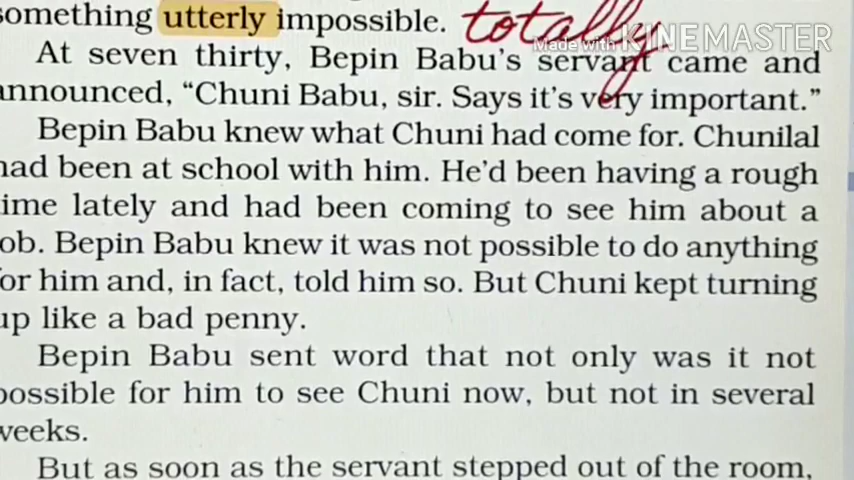 something utterly impossible. totally
Made with KINEMASTER
At seven thirty, Bepin Babu's servant came and
announced, "Chuni Babu, sir. Says it's very important."
Bepin Babu knew what Chuni had come for. Chunilal
had been at school with him. He'd been having a rough
time lately and had been coming to see him about a
job. Bepin Babu knew it was not possible to do anything
for him and, in fact, told him so. But Chuni kept turning
up like a bad penny.
Bepin Babu sent word that not only was it not
possible for him to see Chuni now, but not in several
weeks.
But as soon as the servant stepped out of the room,